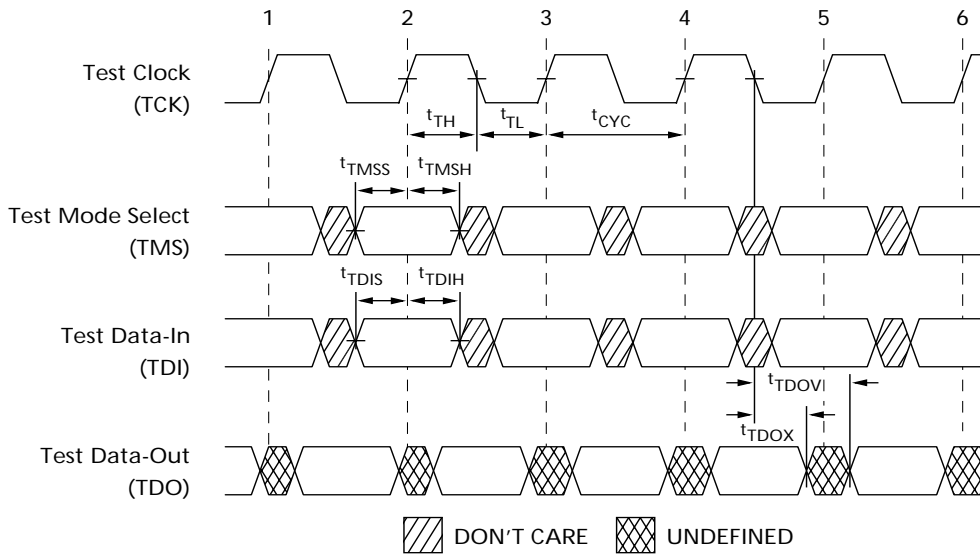 1 2 3 4 5 6
Test Clock
(TCK)
tTH tTL tCYC
tTMSS tTMSH
Test Mode Select
(TMS)
tTDIS tTDIH
Test Data-In
(TDI)
tTDOV
tTDOX
Test Data-Out
(TDO)
DON'T CARE UNDEFINED